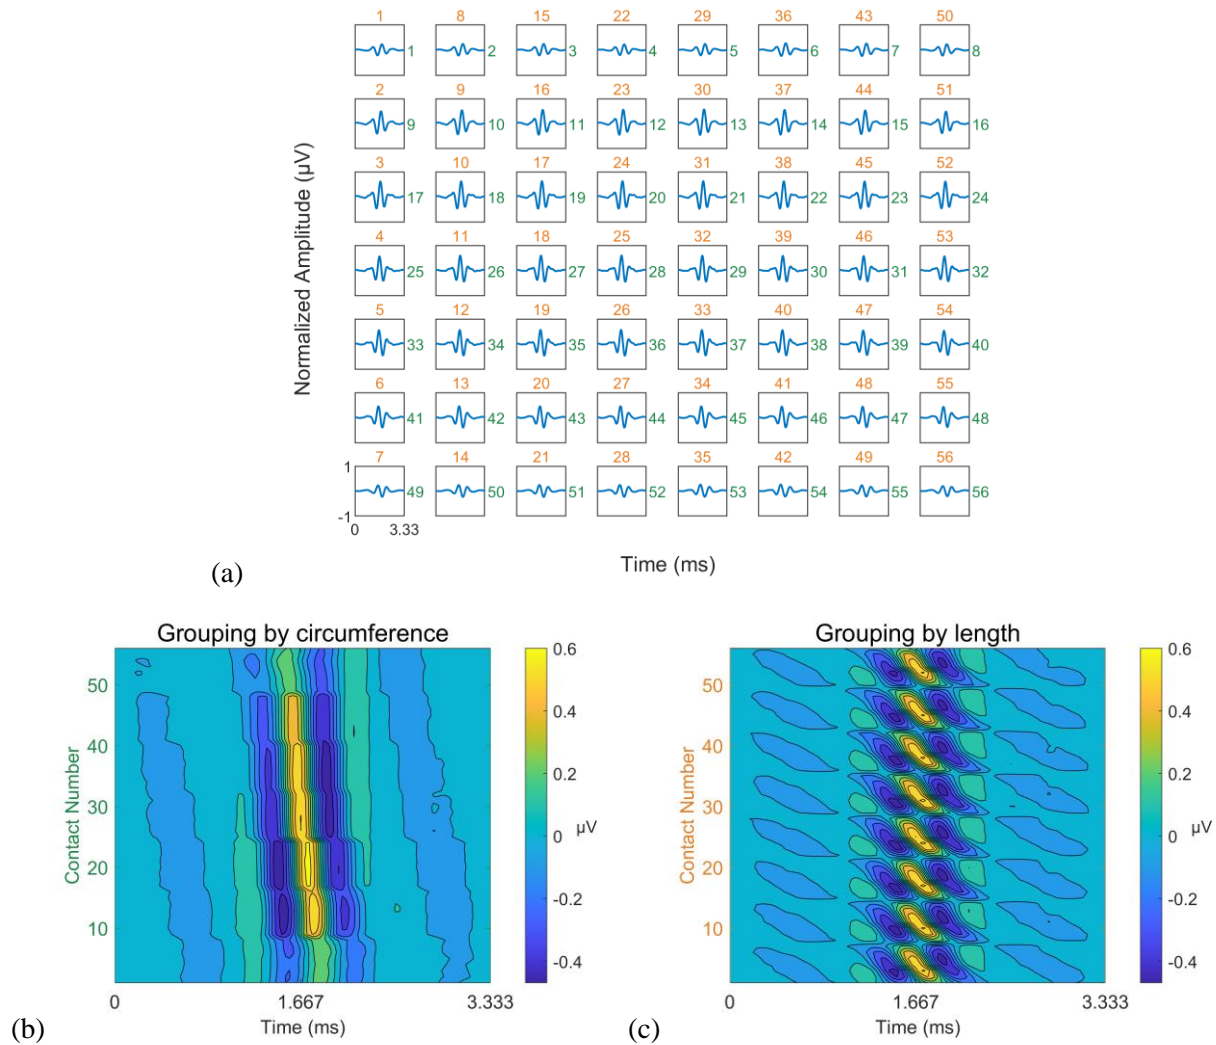 1 8 15 22 29 36 43 50
1 2 3 4 5 6 7 8
2 9 16 23 30 37 44 51
9 10 11 12 13 14 15 16
3 10 17 24 31 38 45 52
17 18 19 20 21 22 23 24
4 11 18 25 32 39 46 53
25 26 27 28 29 30 31 32
5 12 19 26 33 40 47 54
33 34 35 36 37 38 39 40
6 13 20 27 34 41 48 55
41 42 43 44 45 46 47 48
7 14 21 28 35 42 49 56
49 50 51 52 53 54 55 56
1
-1
0 3.33
Normalized Amplitude (µV)
Time (ms)
(a)
Grouping by circumference
50
40
30
20
10
Contact Number
0 1.667 3.333
Time (ms)
0.6
0.4
0.2
0
-0.2
-0.4
µV
(b)
Grouping by length
50
40
30
20
10
Contact Number
0 1.667 3.333
Time (ms)
0.6
0.4
0.2
0
-0.2
-0.4
µV
(c)